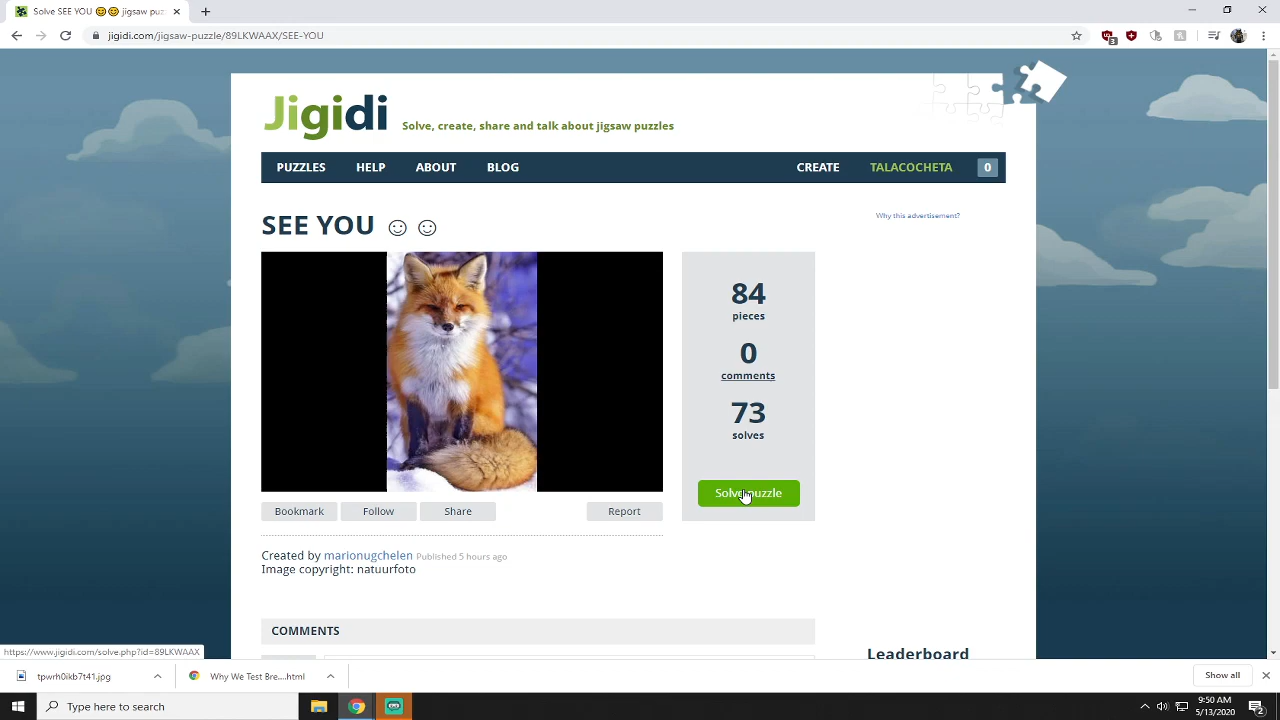 Solve SEE YOU 😊😊 jigsaw puz
jigidi.com/jigsaw-puzzle/89LKWAAX/SEE-YOU
3
Jigidi
Solve, create, share and talk about jigsaw puzzles
PUZZLES HELP ABOUT BLOG CREATE TALACOCHETA 0
SEE YOU ☺ ☺
Why this advertisement?
84
pieces
0
comments
73
solves
Solve puzzle
Bookmark Follow Share Report
Created by marionugchelen Published 5 hours ago
Image copyright: natuurfoto
COMMENTS
https://www.jigidi.com/solve.php?id=89LKWAAX
Leaderboard
tpwrh0ikb7t41.jpg
Why We Test Bre....html
Show all
Type here to search
9:50 AM
5/13/2020
2